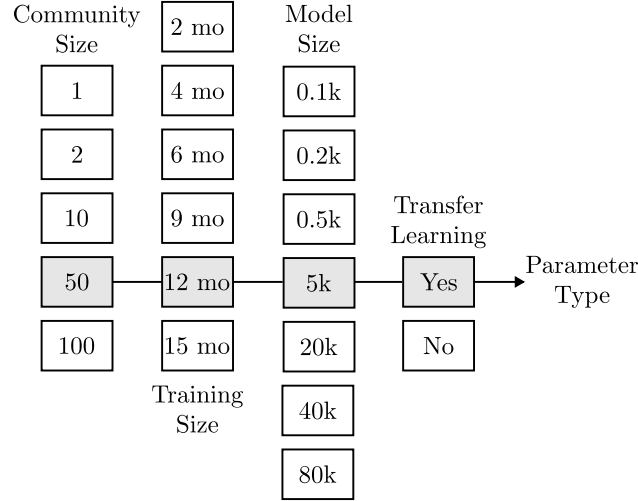 Community
Size
1
2
10
50
100
2 mo
4 mo
6 mo
9 mo
12 mo
15 mo
Training
Size
Model
Size
0.1k
0.2k
0.5k
5k
20k
40k
80k
Transfer
Learning
Yes
No
Parameter
Type